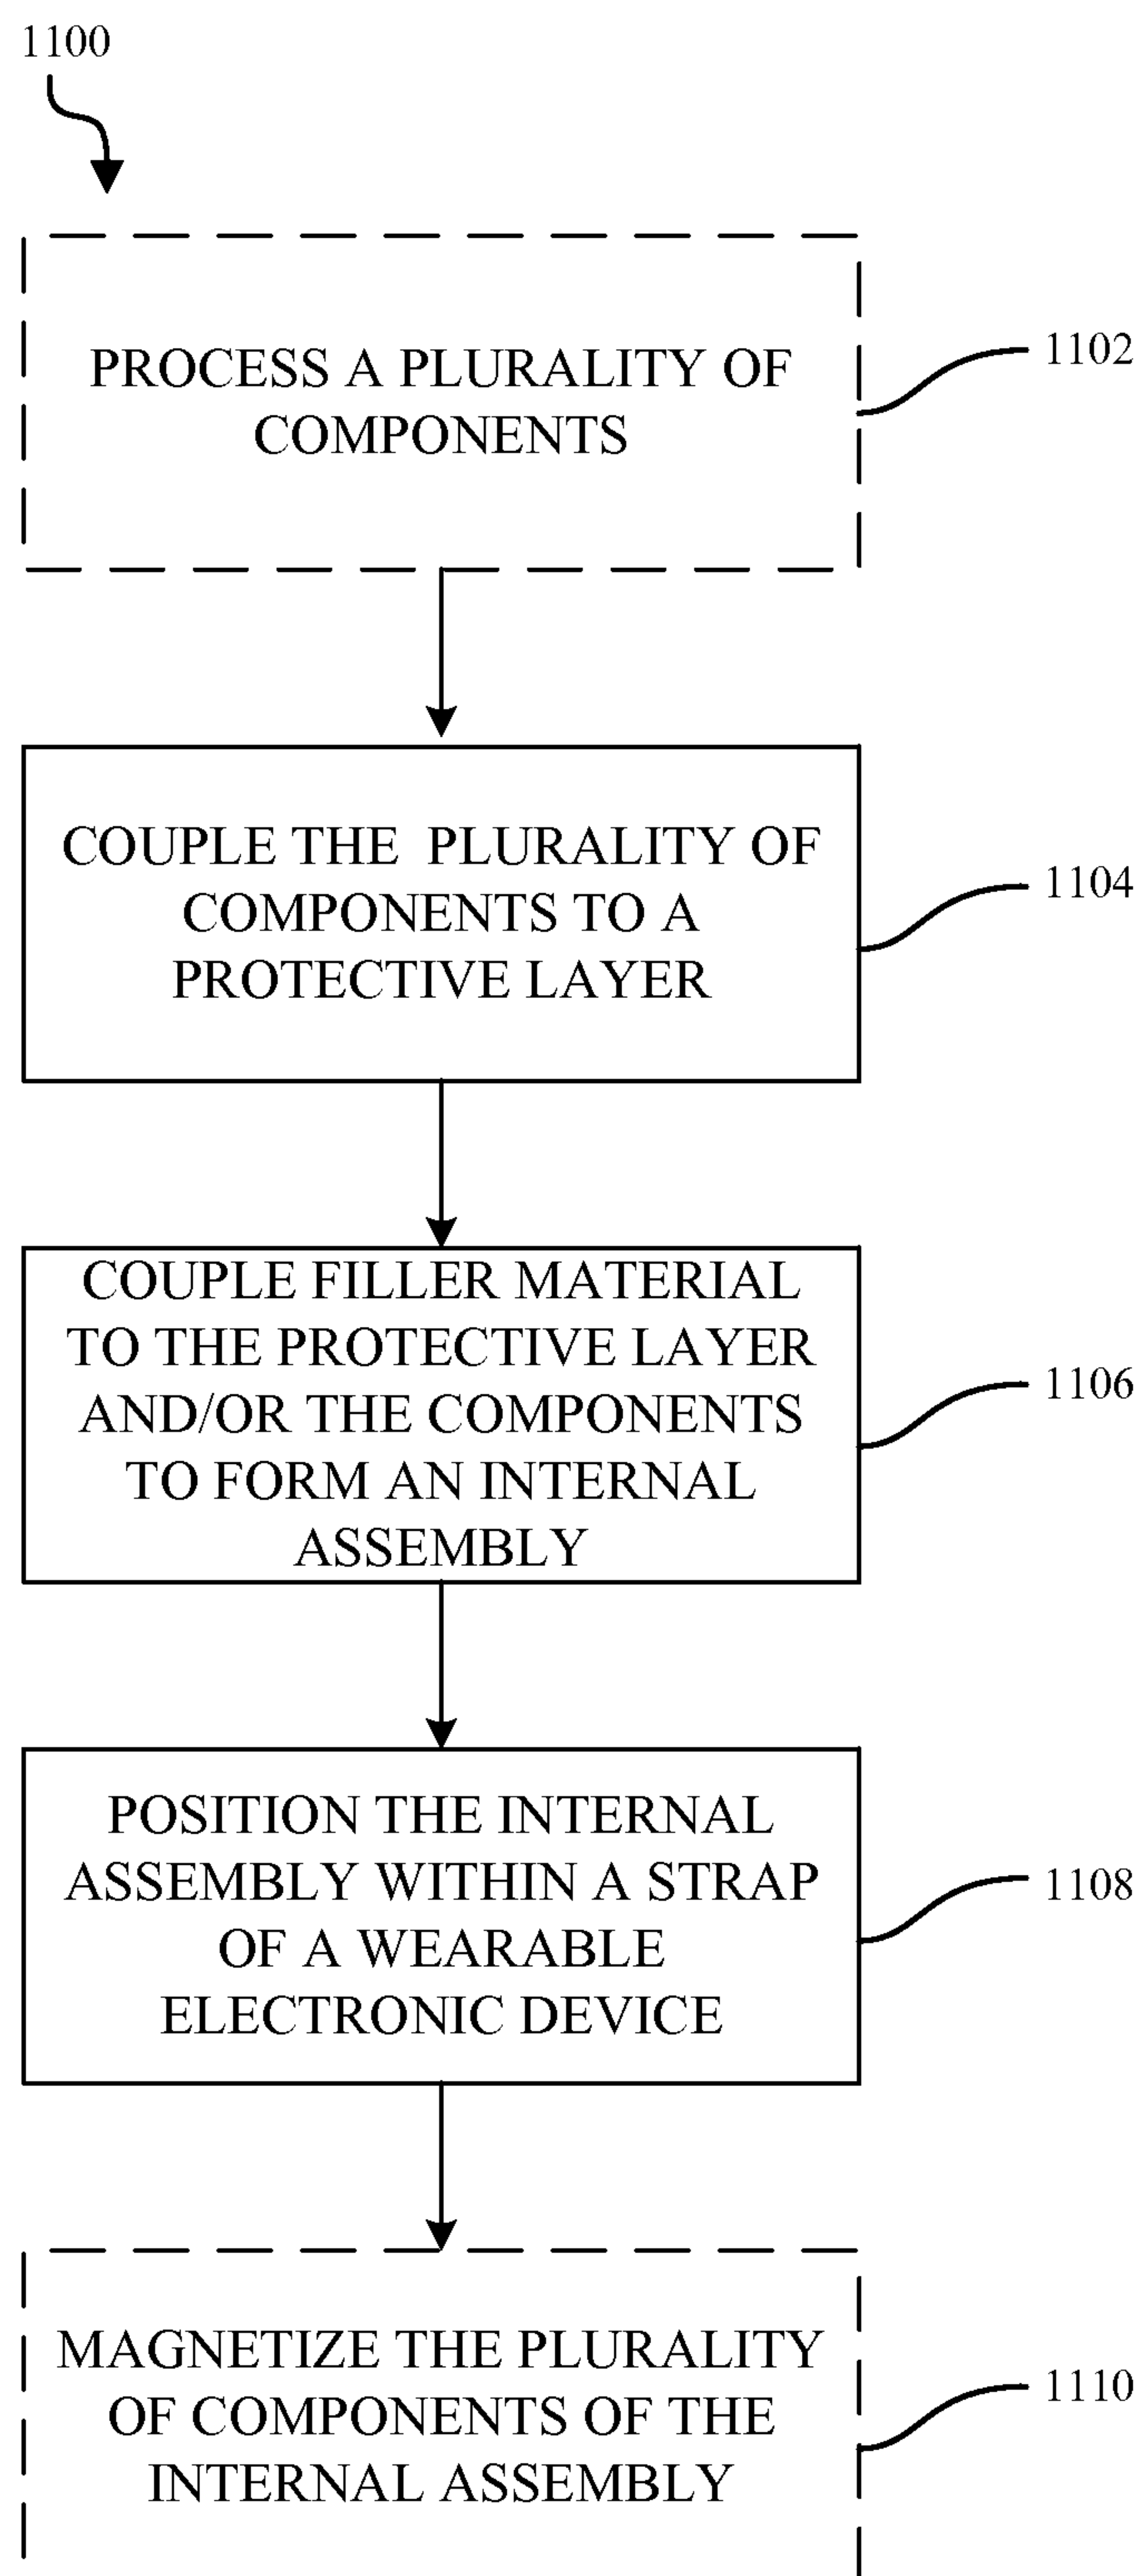 1100
PROCESS A PLURALITY OF
COMPONENTS
1102
COUPLE THE PLURALITY OF
COMPONENTS TO A
PROTECTIVE LAYER
1104
COUPLE FILLER MATERIAL
TO THE PROTECTIVE LAYER
AND/OR THE COMPONENTS
TO FORM AN INTERNAL
ASSEMBLY
1106
POSITION THE INTERNAL
ASSEMBLY WITHIN A STRAP
OF A WEARABLE
ELECTRONIC DEVICE
1108
MAGNETIZE THE PLURALITY
OF COMPONENTS OF THE
INTERNAL ASSEMBLY
1110